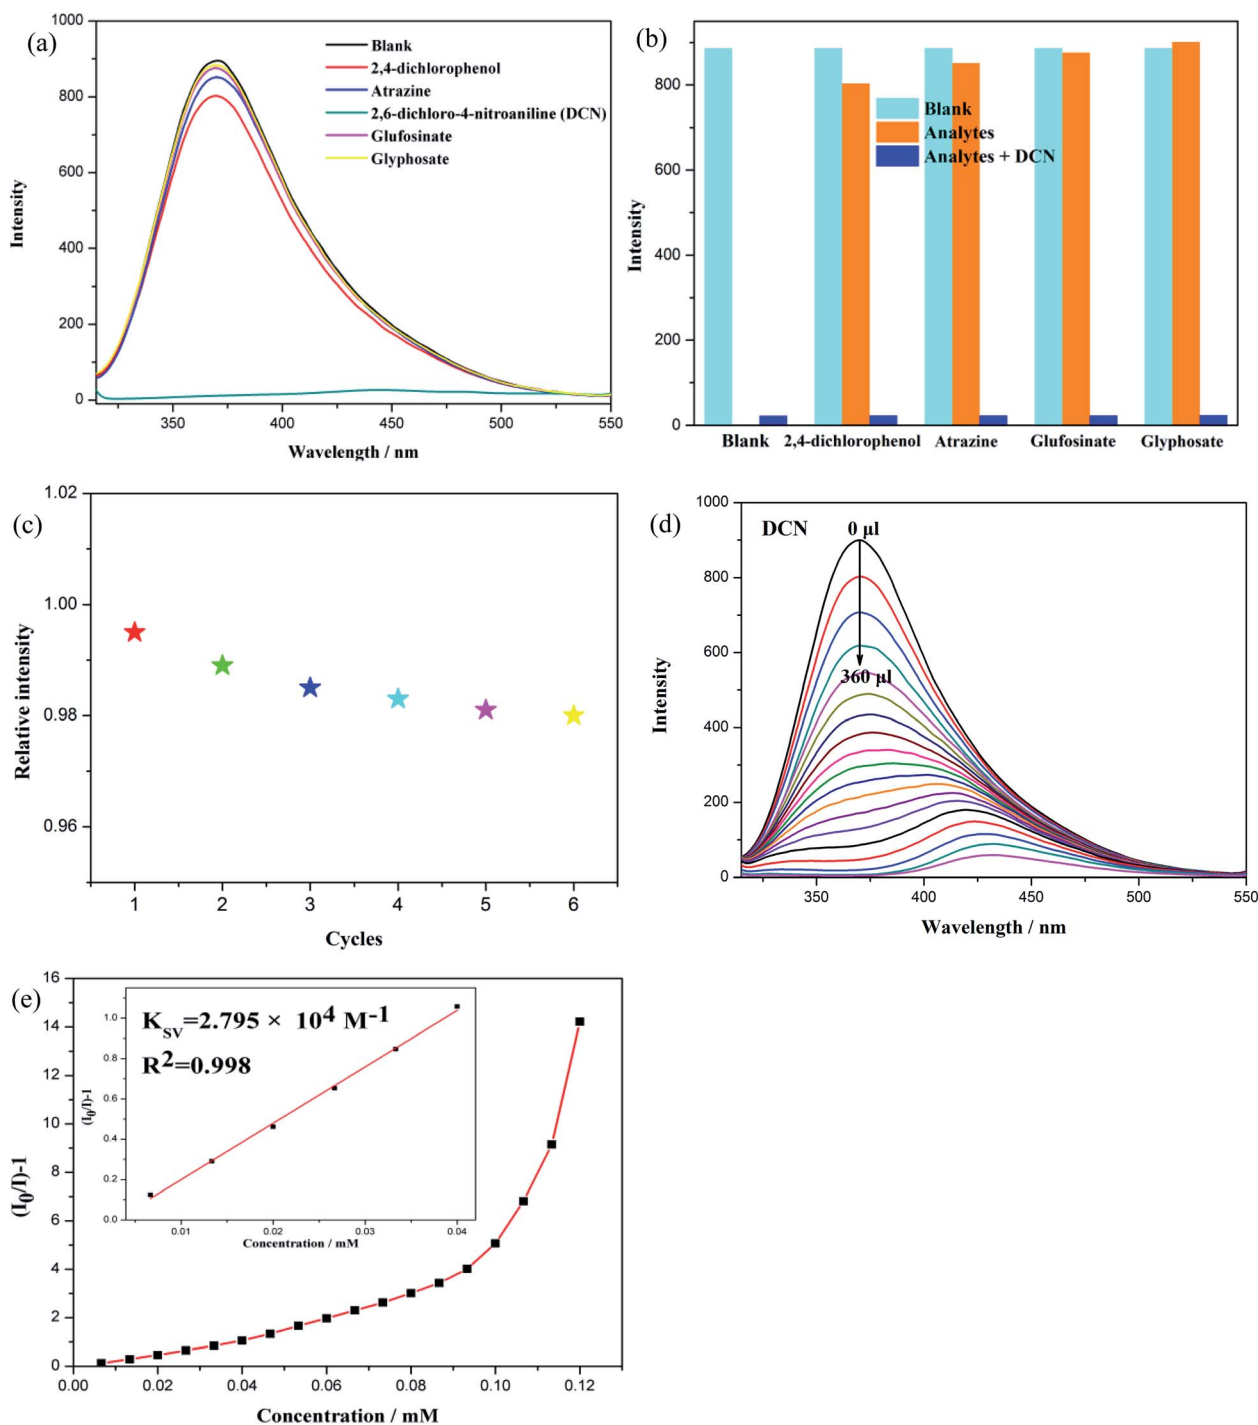 (a)
1000
800
600
400
200
0
Intensity
Blank
2,4-dichlorophenol
Atrazine
2,6-dichloro-4-nitroaniline (DCN)
Glufosinate
Glyphosate
350 400 450 500 550
Wavelength / nm
(b)
800
600
400
200
0
Intensity
Blank
Analytes
Analytes + DCN
Blank 2,4-dichlorophenol Atrazine Glufosinate Glyphosate
(c)
1.02
1.00
0.98
0.96
Relative intensity
1 2 3 4 5 6
Cycles
(d)
1000
800
600
400
200
0
Intensity
DCN 0 µl
360 µl
350 400 450 500 550
Wavelength / nm
(e)
16
14
12
10
8
6
4
2
0
(I0/I)-1
KSV=2.795 × 10^4 M^-1
R^2=0.998
1.0
0.8
0.6
0.4
0.2
0.0
(I0/I)-1
0.01 0.02 0.03 0.04
Concentration / mM
0.00 0.02 0.04 0.06 0.08 0.10 0.12
Concentration / mM